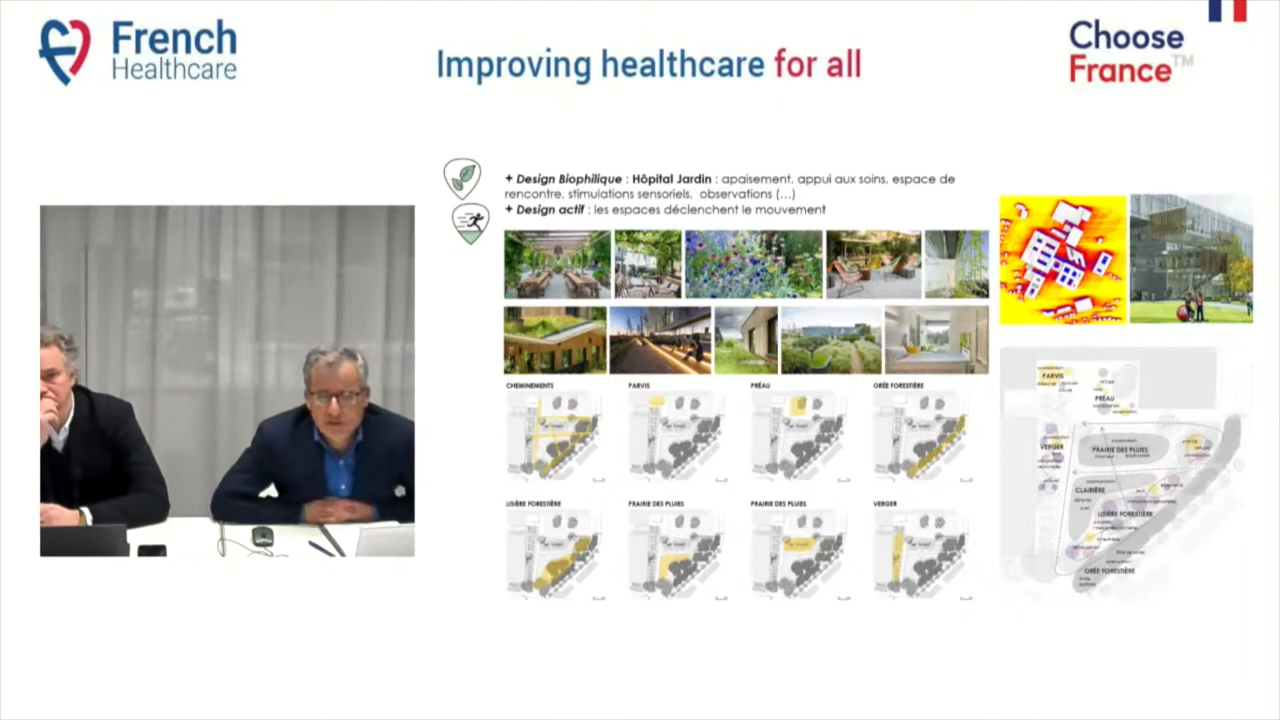 French
Healthcare
Improving healthcare for all
Choose
France™
+ Design Biophilique : Hôpital Jardin : apaisement, appui aux soins, espace de
rencontre, stimulations sensoriels, observations (...)
+ Design actif : les espaces déclenchent le mouvement
CHEMINEMENTS
PARVIS
PRÉAU
ORÉE FORESTIÈRE
LISIÈRE FORESTIÈRE
PRAIRIE DES PLUIES
PRAIRIE DES PLUIES
VERGER
PARVIS
PRÉAU
VERGER
PRAIRIE DES PLUIES
CLAIRIÈRE
LISIÈRE FORESTIÈRE
ORÉE FORESTIÈRE